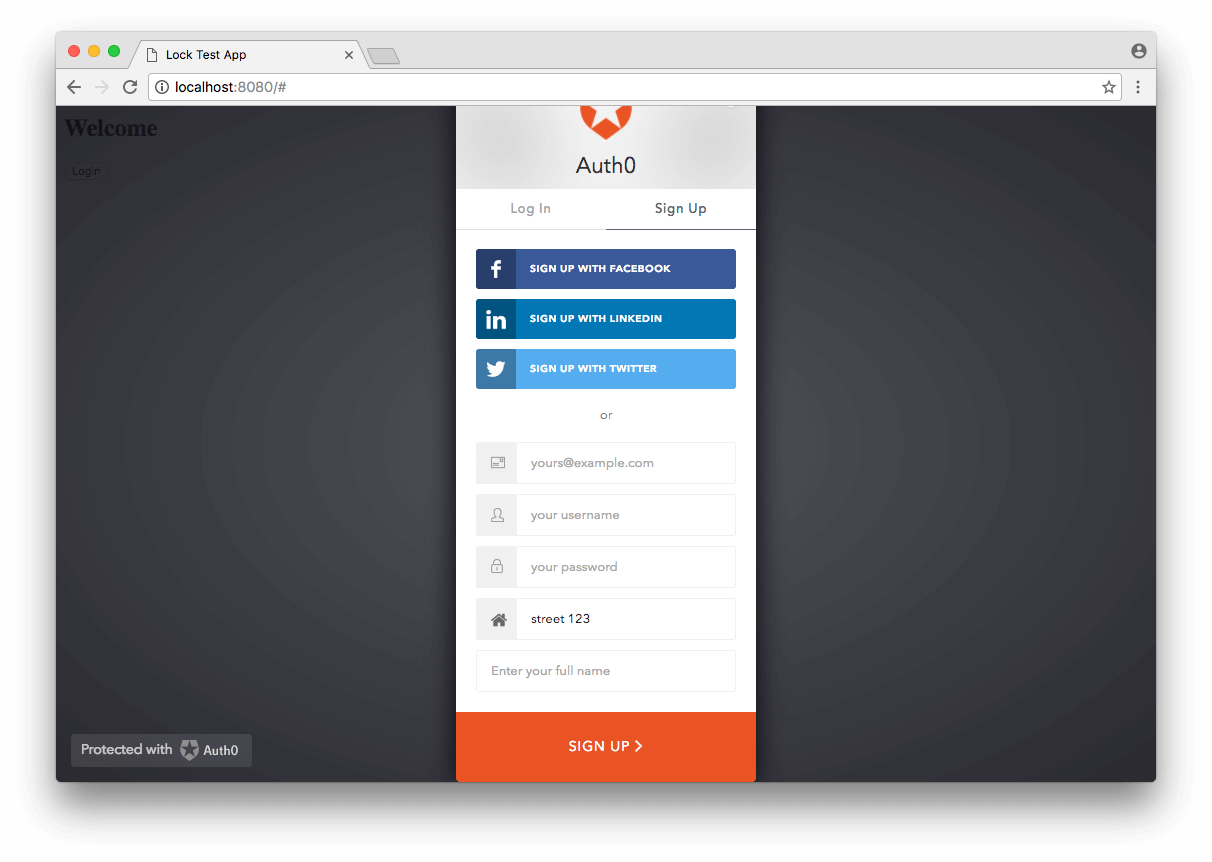 Lock Test App
localhost:8080/#
Welcome
Login
Auth0
Log In
Sign Up
SIGN UP WITH FACEBOOK
in SIGN UP WITH LINKEDIN
SIGN UP WITH TWITTER
or
yours@example.com
your username
your password
street 123
Enter your full name
SIGN UP
Protected with Auth0